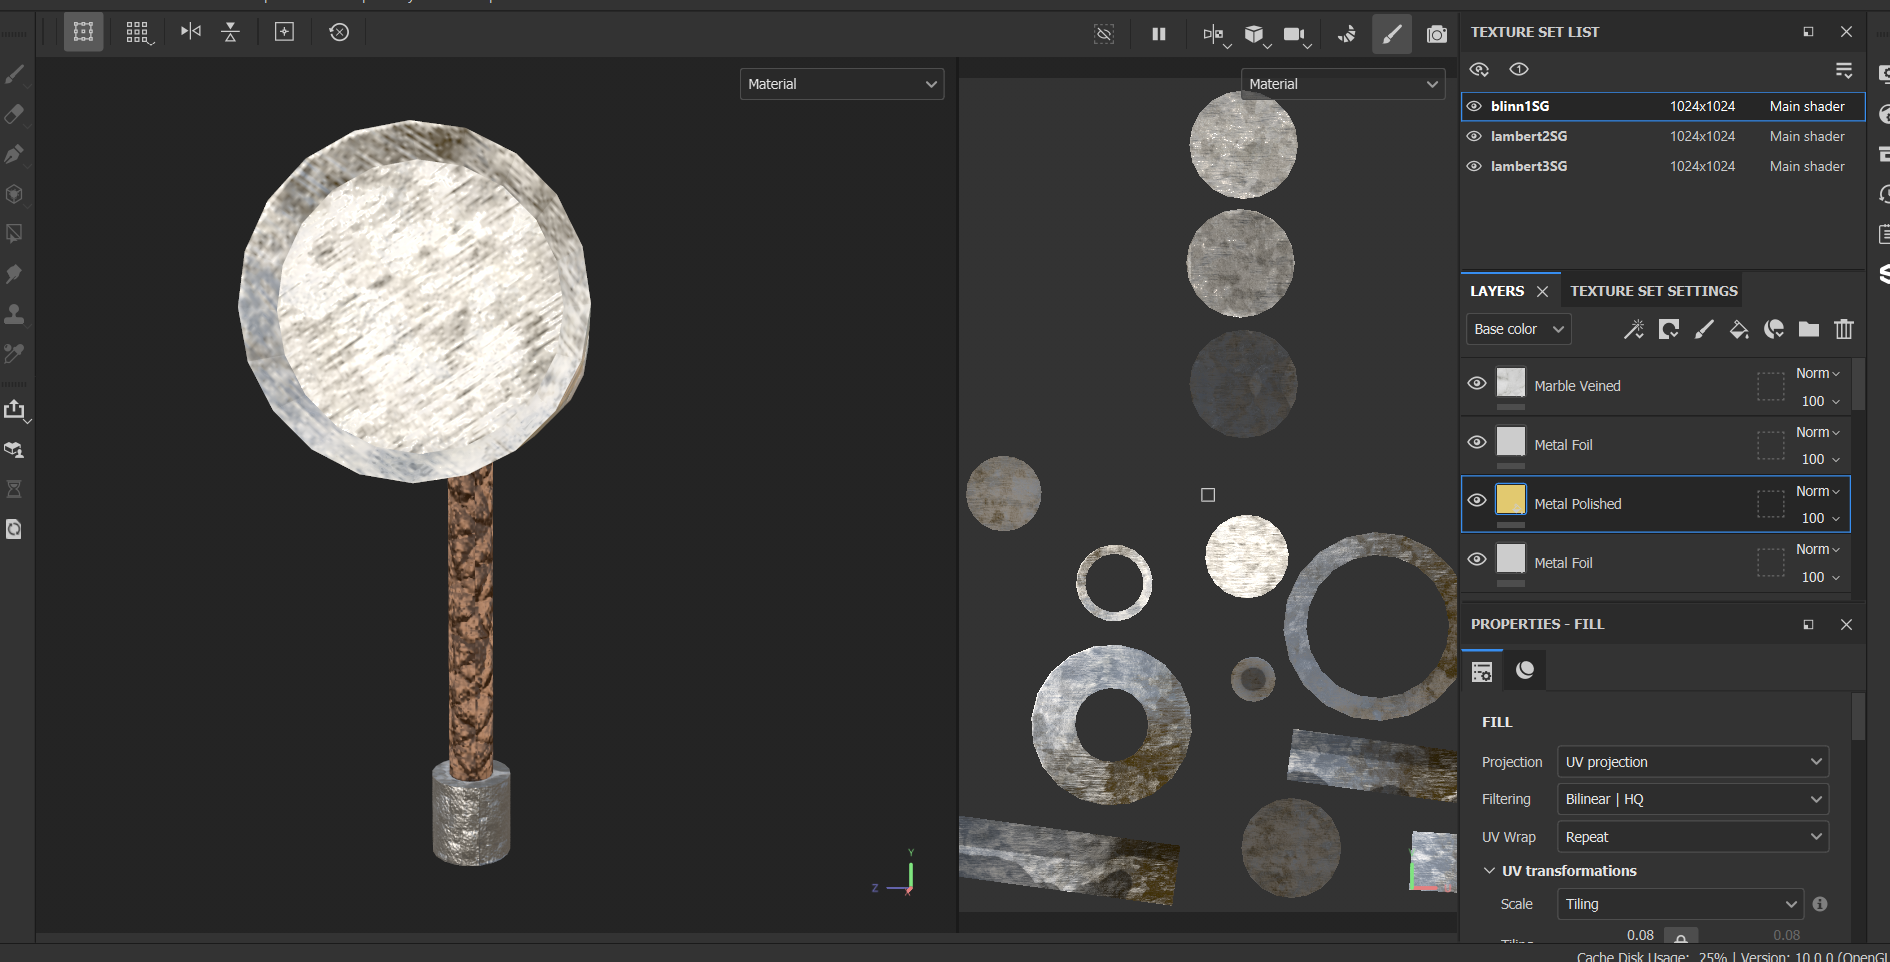 Material
Material
TEXTURE SET LIST
blinn1SG 1024x1024 Main shader
lambert2SG 1024x1024 Main shader
lambert3SG 1024x1024 Main shader
LAYERS TEXTURE SET SETTINGS
Base color
Marble Veined Norm 100
Metal Foil Norm 100
Metal Polished Norm 100
Metal Foil Norm 100
PROPERTIES - FILL
FILL
Projection UV projection
Filtering Bilinear | HQ
UV Wrap Repeat
UV transformations
Scale Tiling
0.08 0.08
Y
Z
Cache Disk Usage: 25% | Version: 10.0.0 (OpenGL